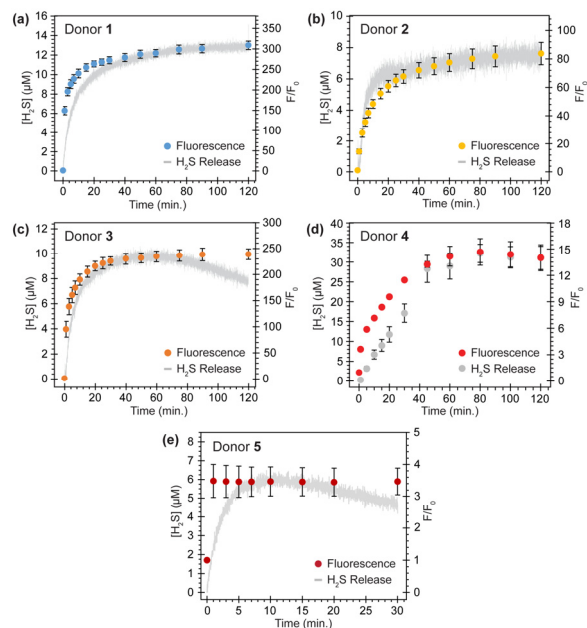 (a)
Donor 1
[H₂S] (µM)
16
14
12
10
8
6
4
2
0
F/F₀
350
300
250
200
150
100
50
0
Fluorescence
H₂S Release
0 20 40 60 80 100 120
Time (min.)
(b)
Donor 2
[H₂S] (µM)
10
8
6
4
2
0
F/F₀
100
80
60
40
20
0
Fluorescence
H₂S Release
0 20 40 60 80 100 120
Time (min.)
(c)
Donor 3
[H₂S] (µM)
12
10
8
6
4
2
0
F/F₀
300
250
200
150
100
50
0
Fluorescence
H₂S Release
0 20 40 60 80 100 120
Time (min.)
(d)
Donor 4
[H₂S] (µM)
40
35
30
25
20
15
10
5
0
F/F₀
18
15
12
9
6
3
0
Fluorescence
H₂S Release
0 20 40 60 80 100 120
Time (min.)
(e)
Donor 5
[H₂S] (µM)
8
7
6
5
4
3
2
1
0
F/F₀
5
4
3
2
1
0
Fluorescence
H₂S Release
0 5 10 15 20 25 30
Time (min.)